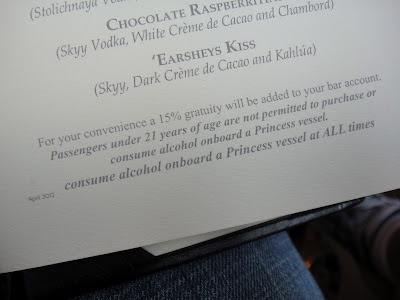 (Stolichnaya Vod
CHOCOLATE RASPBERRITI
(Skyy Vodka, White Crème de Cacao and Chambord)
'EARSHEYS KISS
(Skyy, Dark Crème de Cacao and Kahlúa)
For your convenience a 15% gratuity will be added to your bar account.
Passengers under 21 years of age are not permitted to purchase or
consume alcohol onboard a Princess vessel.
consume alcohol onboard a Princess vessel at ALL times
April 2012